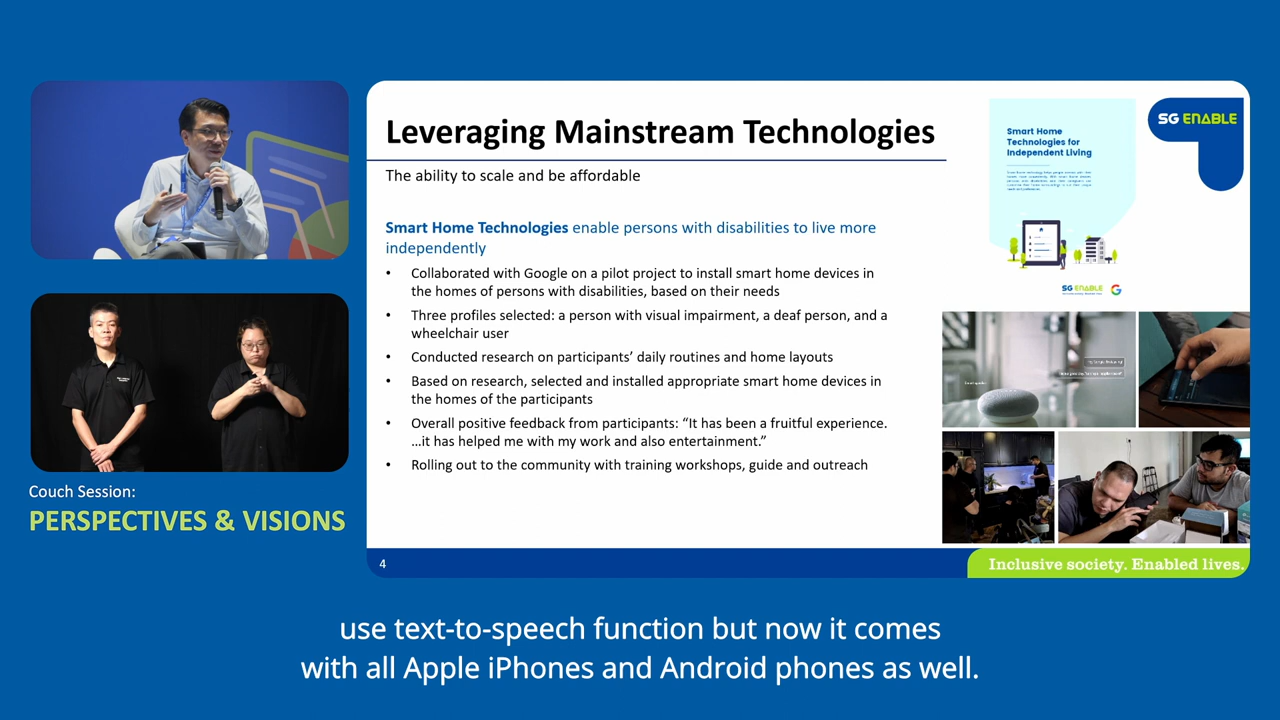 Leveraging Mainstream Technologies
The ability to scale and be affordable
Smart Home Technologies enable persons with disabilities to live more
independently
• Collaborated with Google on a pilot project to install smart home devices in
the homes of persons with disabilities, based on their needs
• Three profiles selected: a person with visual impairment, a deaf person, and a
wheelchair user
• Conducted research on participants’ daily routines and home layouts
• Based on research, selected and installed appropriate smart home devices in
the homes of the participants
• Overall positive feedback from participants: “It has been a fruitful experience.
…it has helped me with my work and also entertainment.”
• Rolling out to the community with training workshops, guide and outreach
Smart Home
Technologies for
Independent Living
SG ENABLE
SG ENABLE
4
Inclusive society. Enabled lives.
Couch Session:
PERSPECTIVES & VISIONS
use text-to-speech function but now it comes
with all Apple iPhones and Android phones as well.